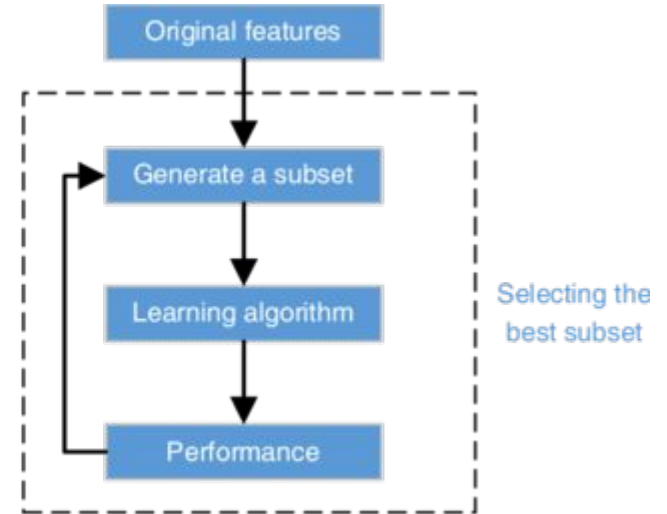 Original features
Generate a subset
Learning algorithm
Selecting the
best subset
Performance